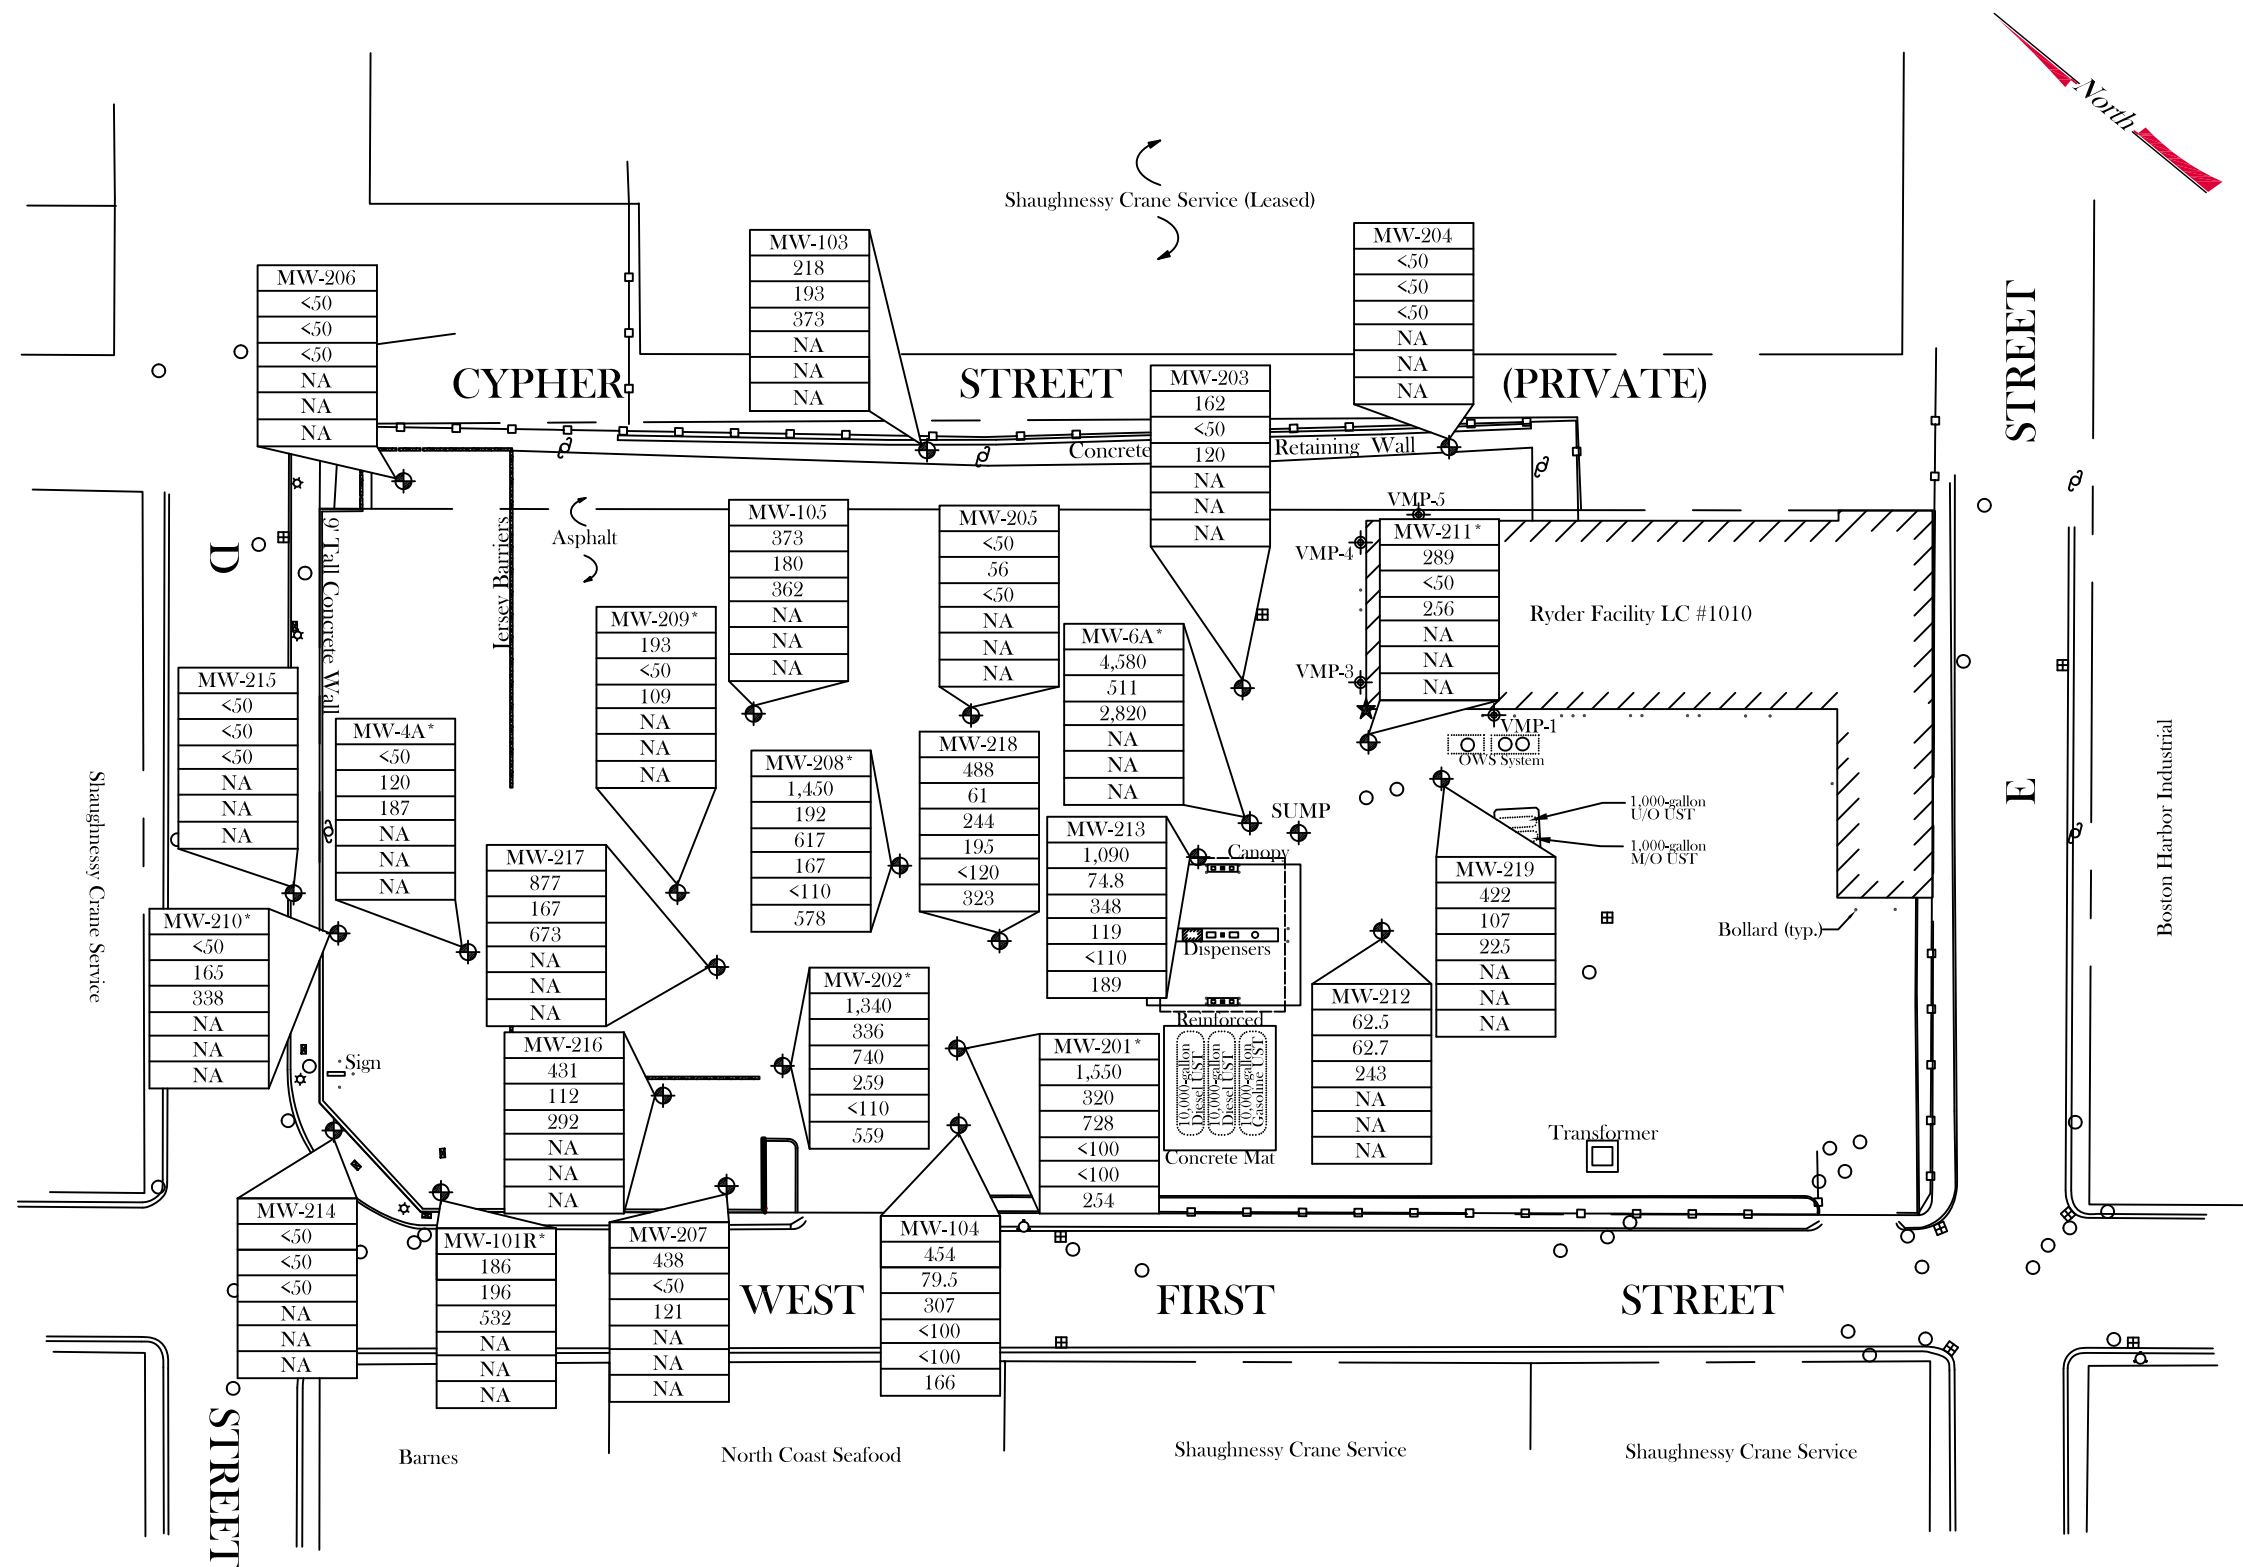 North
Shaughnessy Crane Service (Leased)
MW-206
<50
<50
<50
NA
NA
NA
MW-103
218
193
373
NA
NA
NA
MW-204
<50
<50
<50
NA
NA
NA
CYPHER STREET (PRIVATE)
STREET
E
MW-203
162
<50
120
NA
NA
NA
Concrete Retaining Wall
D
9' Tall Concrete Wall
Jersey Barriers
Asphalt
MW-105
373
180
362
NA
NA
NA
MW-205
<50
56
<50
NA
NA
NA
VMP-5
VMP-4
VMP-3
MW-211*
289
<50
256
NA
NA
NA
Ryder Facility LC #1010
VMP-1
OWS System
MW-209*
193
<50
109
NA
NA
NA
MW-6A*
4,580
511
2,820
NA
NA
NA
MW-215
<50
<50
<50
NA
NA
NA
MW-4A*
<50
120
187
NA
NA
NA
MW-208*
1,450
192
617
167
<110
578
MW-218
488
61
244
195
<120
323
SUMP
Canopy
MW-213
1,090
74.8
348
119
<110
189
Dispensers
1,000-gallon
U/O UST
1,000-gallon
M/O UST
MW-219
422
107
225
NA
NA
NA
Bollard (typ.)
Boston Harbor Industrial
Shaughnessy Crane Service
MW-217
877
167
673
NA
NA
NA
MW-210*
<50
165
338
NA
NA
NA
Sign
MW-202*
1,340
336
740
259
<110
559
MW-212
62.5
62.7
243
NA
NA
NA
Reinforced
10,000-gallon
Diesel UST
10,000-gallon
Diesel UST
10,000-gallon
Gasoline UST
Concrete Mat
MW-216
431
112
292
NA
NA
NA
MW-201*
1,550
320
728
<100
<100
254
Transformer
MW-214
<50
<50
<50
NA
NA
NA
MW-101R*
186
196
532
NA
NA
NA
MW-207
438
<50
121
NA
NA
NA
MW-104
454
79.5
307
<100
<100
166
WEST FIRST STREET
STREET
Barnes
North Coast Seafood
Shaughnessy Crane Service
Shaughnessy Crane Service